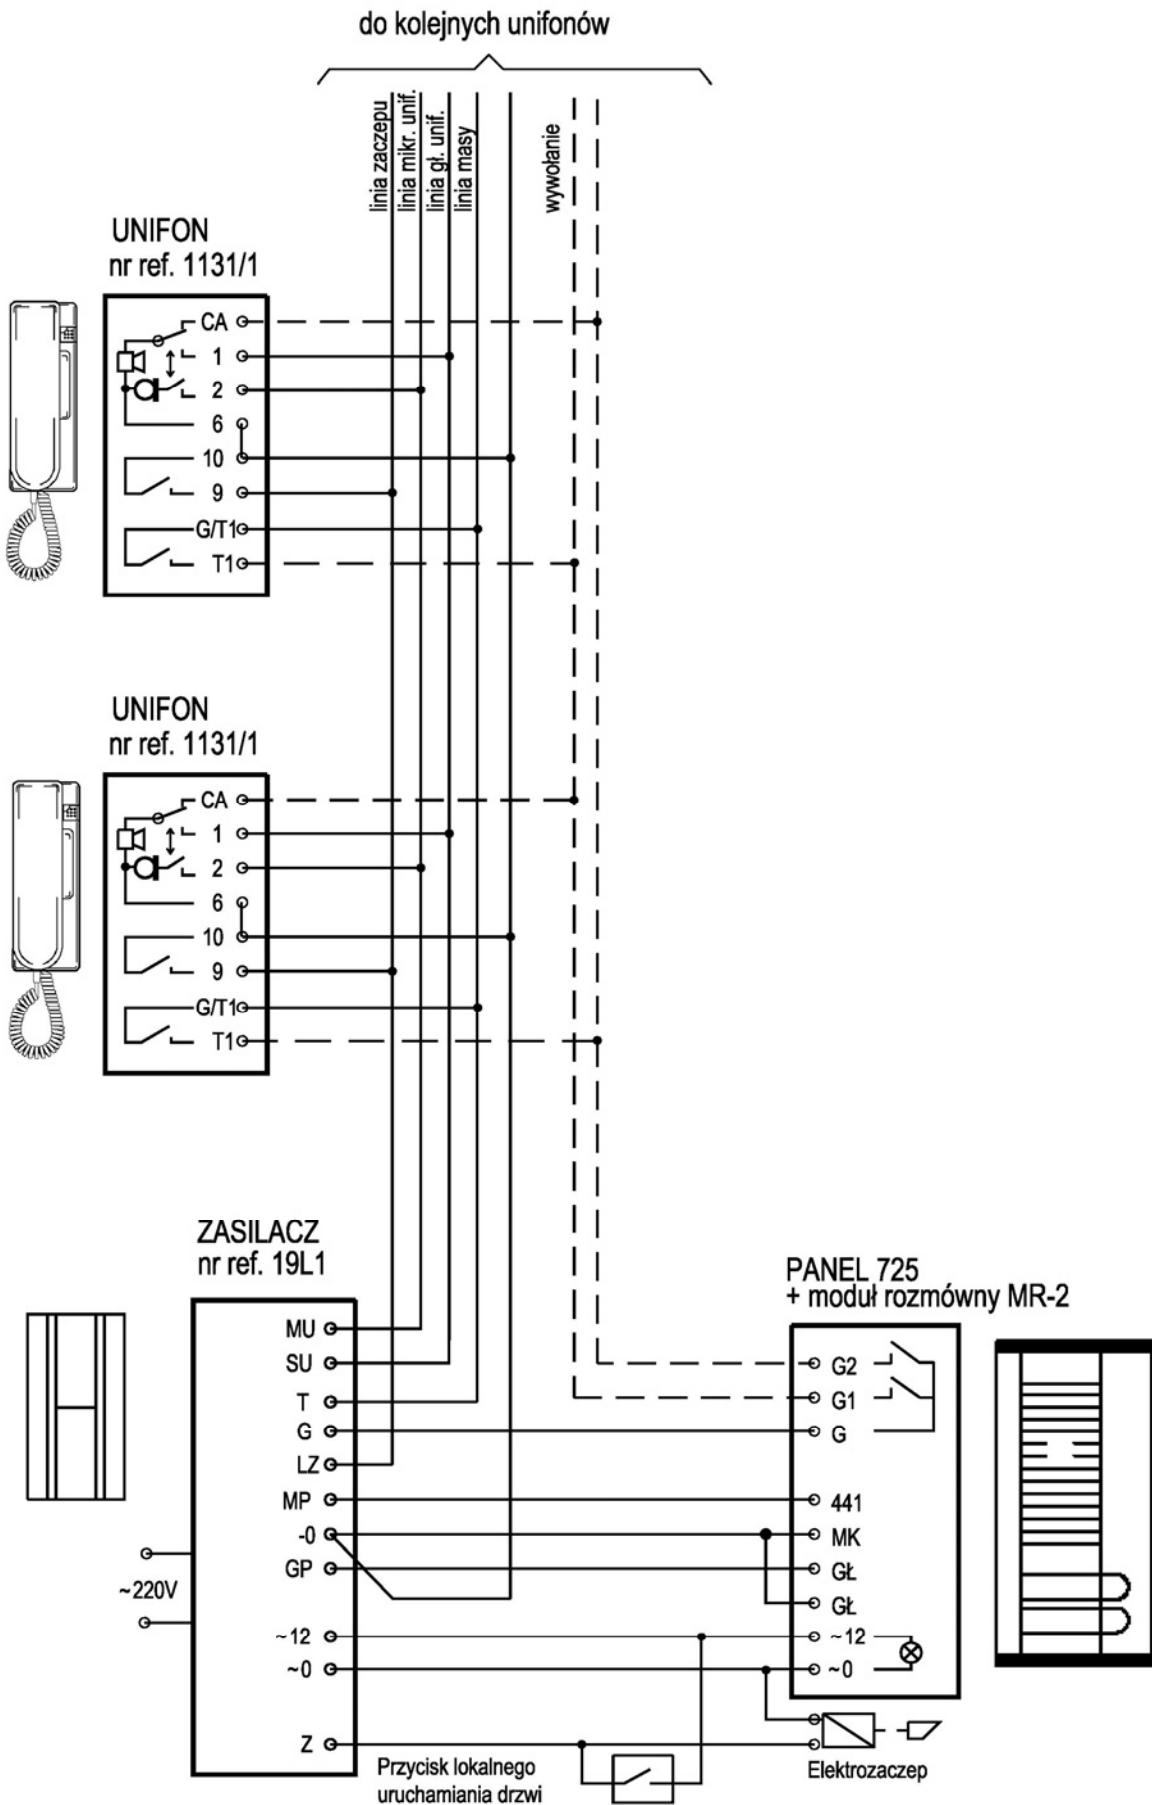 do kolejnych unifonów
linia zaczepu
linia mikr. unif.
linia gł. unif.
linia masy
wywołanie
UNIFON
nr ref. 1131/1
CA
1
2
6
10
9
G/T1
T1
UNIFON
nr ref. 1131/1
CA
1
2
6
10
9
G/T1
T1
ZASILACZ
nr ref. 19L1
MU
SU
T
G
LZ
MP
-0
GP
~12
~0
Z
~220V
PANEL 725
+ moduł rozmówny MR-2
G2
G1
G
441
MK
GŁ
GŁ
~12
~0
Przycisk lokalnego
uruchamiania drzwi
Elektrozaczep